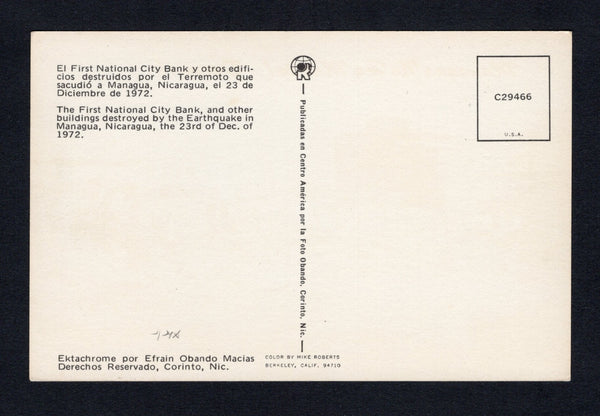 El First National City Bank y otros edifi-
cios destruidos por el Terremoto que
sacudió a Managua, Nicaragua, el 23 de
Diciembre de 1972.
The First National City Bank, and other
buildings destroyed by the Earthquake in
Managua, Nicaragua, the 23rd of Dec. of
1972.
Ektachrome por Efrain Obando Macias
Derechos Reservado, Corinto, Nic.
Publicadas en Centro América por la Foto Obando, Corinto, Nic.
COLOR BY MIKE ROBERTS
BERKELEY, CALIF. 94710
C29466
U.S.A.